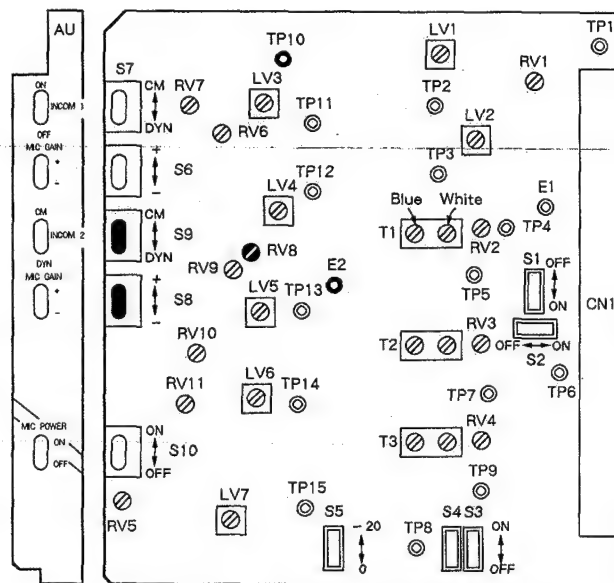 AU
ON
INCOM 1
OFF
MIC GAIN
+
-
CM
INCOM 2
DYN
MIC GAIN
+
-
MIC POWER
ON
OFF
S7
CM
DYN
+
S6
-
S9
CM
DYN
+
S8
-
ON
S10
OFF
RV5
RV7
RV6
TP10
LV3
TP11
TP12
LV4
RV8
RV9
E2
LV5
TP13
RV10
LV6
RV11
TP14
LV7
TP15
S5
-20
0
LV1
TP1
RV1
TP2
LV2
TP3
Blue
White
E1
T1
RV2
TP4
S1
OFF
ON
TP5
CN1
RV3
T2
OFF
ON
S2
TP6
TP7
RV4
T3
TP9
TP8
S4
S3
ON
OFF